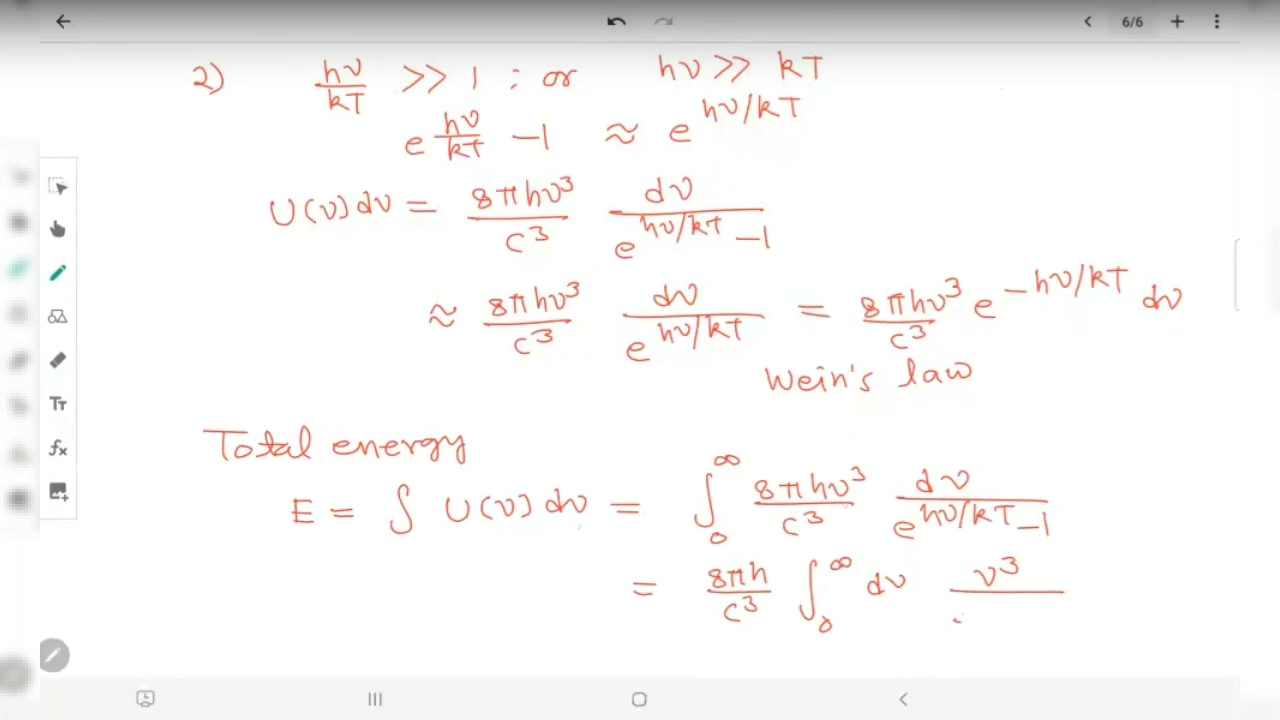 6/6
2) hν/kT >> 1 : or hν >> kT
e^(hν/kT) −1 ≈ e^(hν/kT)
U(ν)dν = 8πhν³/c³ dν/(e^(hν/kT) −1)
≈ 8πhν³/c³ dν/e^(hν/kT) = 8πhν³/c³ e^(−hν/kT) dν
Wein's law
Total energy
E = ∫ U(ν)dν = ∫₀^∞ 8πhν³/c³ dν/(e^(hν/kT) −1)
= 8πh/c³ ∫₀^∞ dν ν³/
Tт
fx